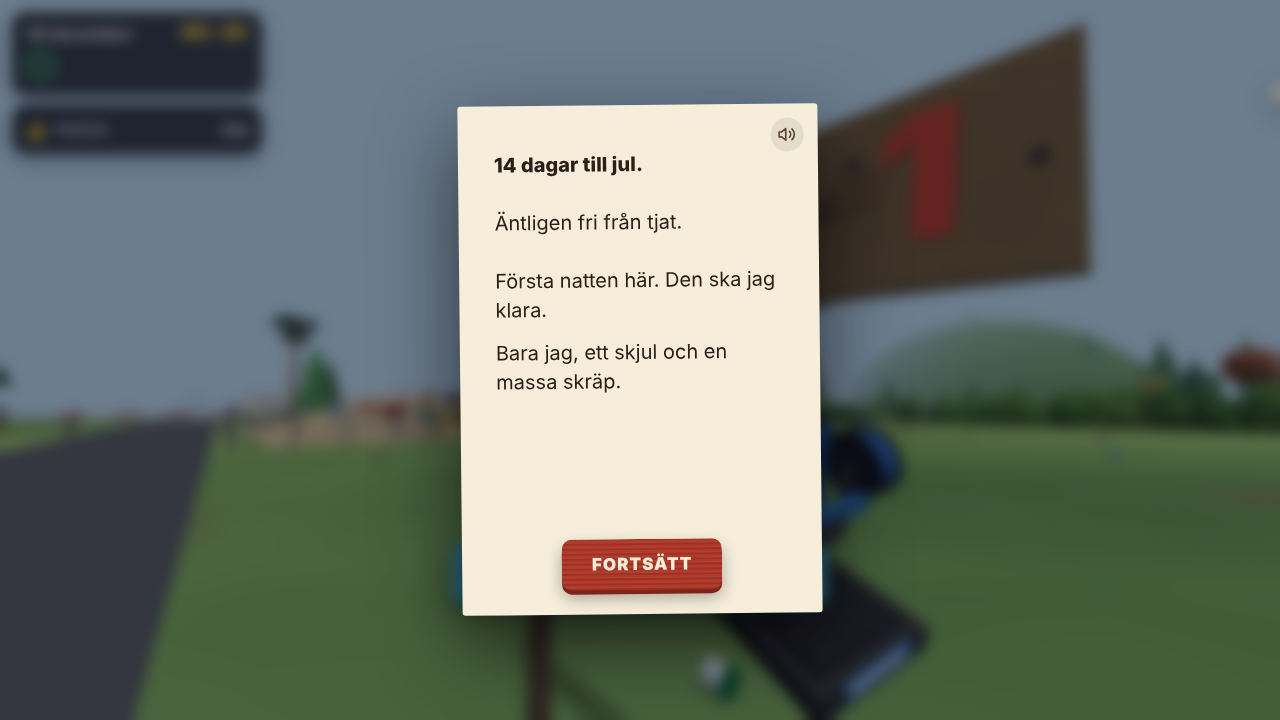 14 dagar till jul.
Äntligen fri från tjat.
Första natten här. Den ska jag
klara.
Bara jag, ett skjul och en
massa skräp.
FORTSÄTT
1